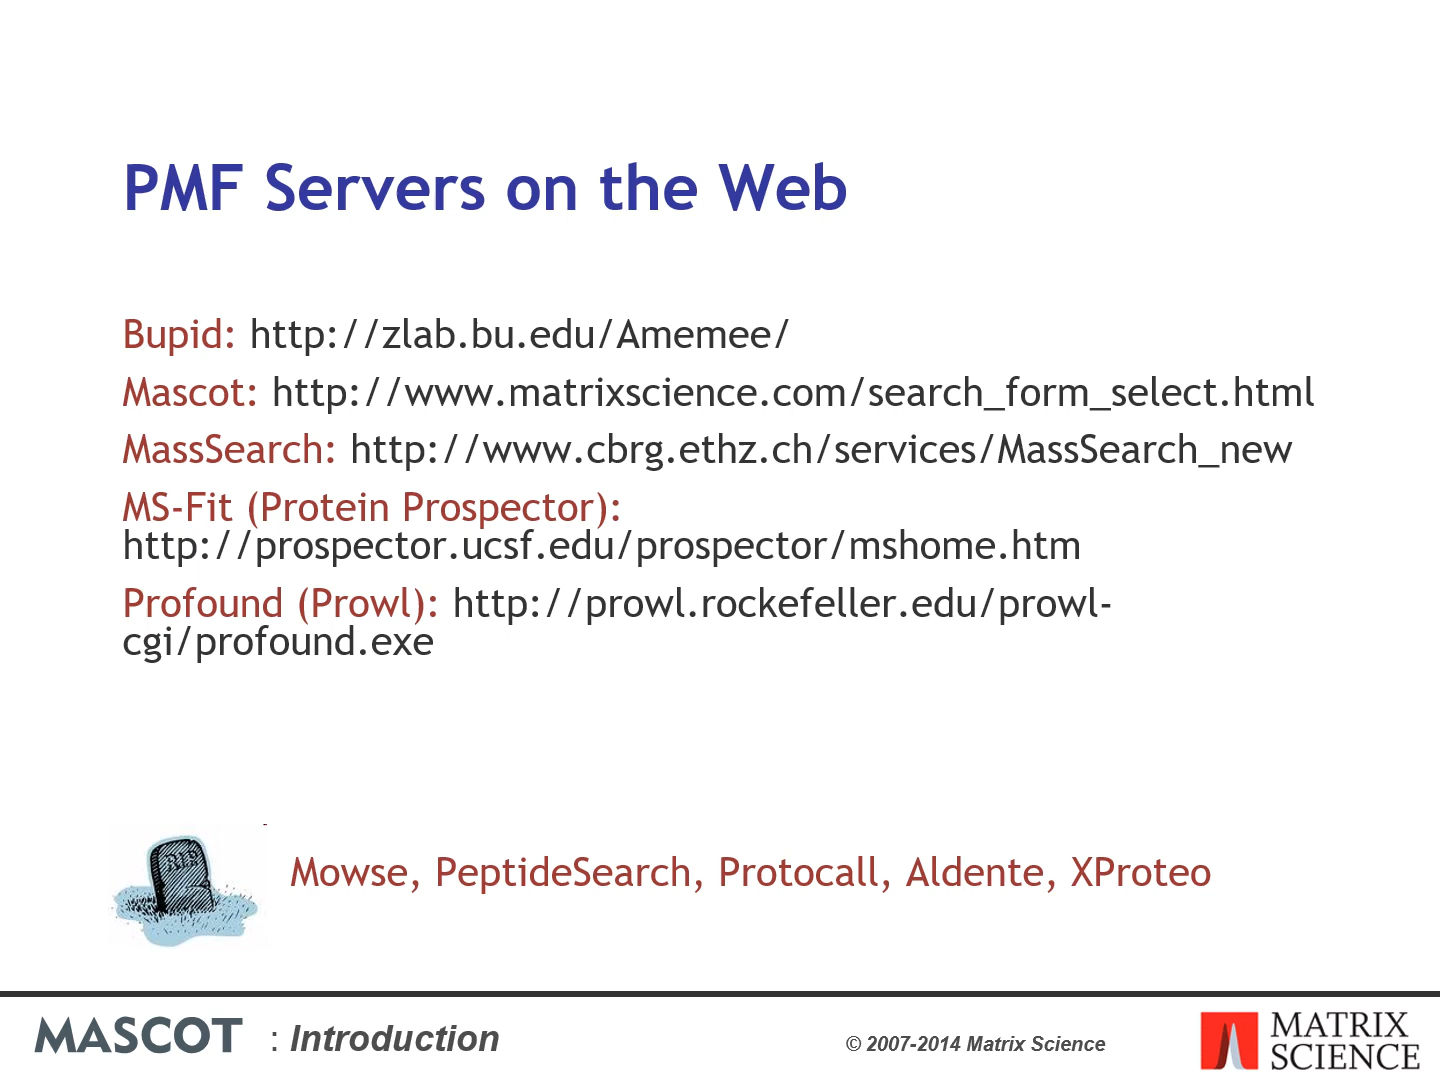 PMF Servers on the Web
Bupid: http://zlab.bu.edu/Amemee/
Mascot: http://www.matrixscience.com/search_form_select.html
MassSearch: http://www.cbrg.ethz.ch/services/MassSearch_new
MS-Fit (Protein Prospector):
http://prospector.ucsf.edu/prospector/mshome.htm
Profound (Prowl): http://prowl.rockefeller.edu/prowl-
cgi/profound.exe
RIP
Mowse, PeptideSearch, Protocall, Aldente, XProteo
MASCOT : Introduction
© 2007-2014 Matrix Science
MATRIX
SCIENCE